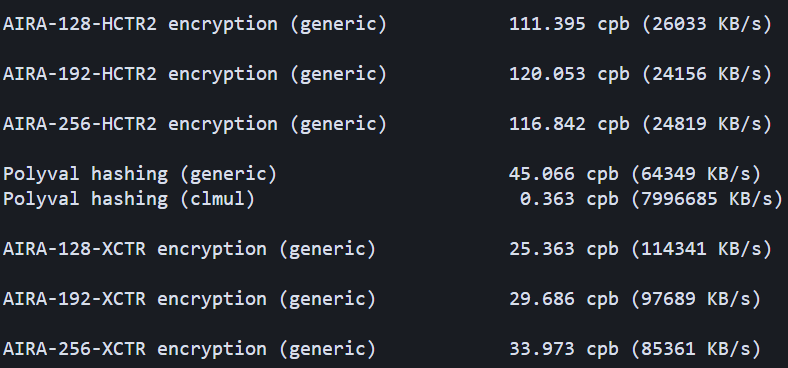 AIRA-128-HCTR2 encryption (generic) 111.395 cpb (26033 KB/s)
AIRA-192-HCTR2 encryption (generic) 120.053 cpb (24156 KB/s)
AIRA-256-HCTR2 encryption (generic) 116.842 cpb (24819 KB/s)
Polyval hashing (generic) 45.066 cpb (64349 KB/s)
Polyval hashing (clmul) 0.363 cpb (7996685 KB/s)
AIRA-128-XCTR encryption (generic) 25.363 cpb (114341 KB/s)
AIRA-192-XCTR encryption (generic) 29.686 cpb (97689 KB/s)
AIRA-256-XCTR encryption (generic) 33.973 cpb (85361 KB/s)